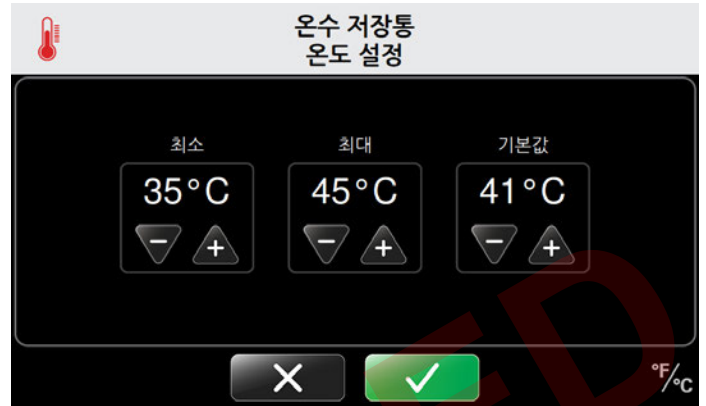 온수 저장통
온도 설정
최소 최대 기본값
35°C 45°C 41°C
− + − + − +
°F/°C